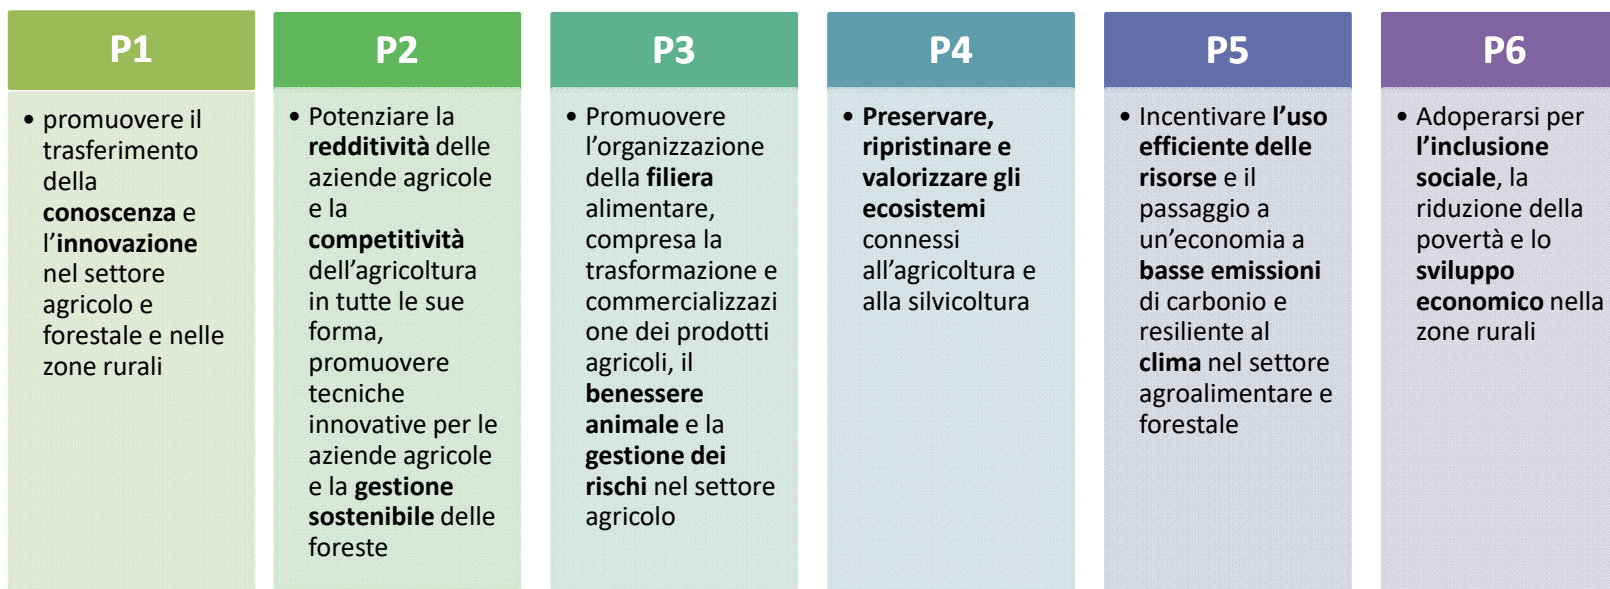 P1
• promuovere il
trasferimento
della
conoscenza e
l’innovazione
nel settore
agricolo e
forestale e nelle
zone rurali
P2
• Potenziare la
redditività delle
aziende agricole
e la
competitività
dell’agricoltura
in tutte le sue
forma,
promuovere
tecniche
innovative per le
aziende agricole
e la gestione
sostenibile delle
foreste
P3
• Promuovere
l’organizzazione
della filiera
alimentare,
compresa la
trasformazione e
commercializzazi
one dei prodotti
agricoli, il
benessere
animale e la
gestione dei
rischi nel settore
agricolo
P4
• Preservare,
ripristinare e
valorizzare gli
ecosistemi
connessi
all’agricoltura e
alla silvicoltura
P5
• Incentivare l’uso
efficiente delle
risorse e il
passaggio a
un’economia a
basse emissioni
di carbonio e
resiliente al
clima nel settore
agroalimentare e
forestale
P6
• Adoperarsi per
l’inclusione
sociale, la
riduzione della
povertà e lo
sviluppo
economico nella
zone rurali